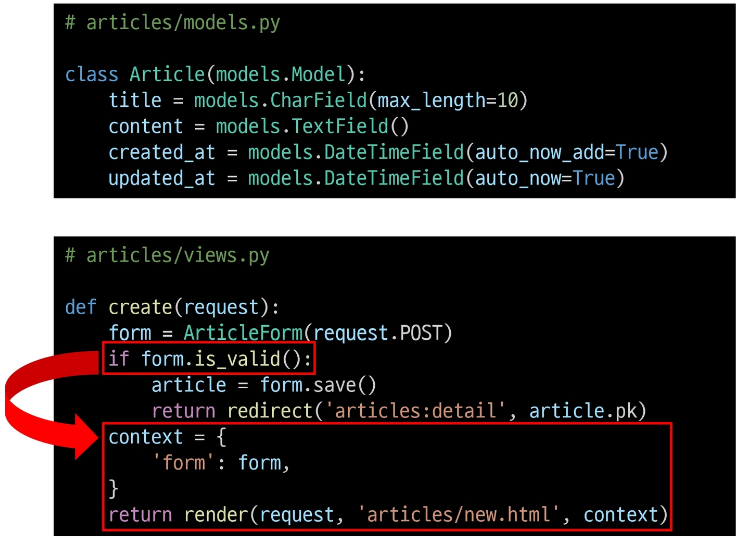 # articles/models.py
class Article(models.Model):
    title = models.CharField(max_length=10)
    content = models.TextField()
    created_at = models.DateTimeField(auto_now_add=True)
    updated_at = models.DateTimeField(auto_now=True)
# articles/views.py
def create(request):
    form = ArticleForm(request.POST)
    if form.is_valid():
        article = form.save()
        return redirect('articles:detail', article.pk)
    context = {
        'form': form,
    }
    return render(request, 'articles/new.html', context)